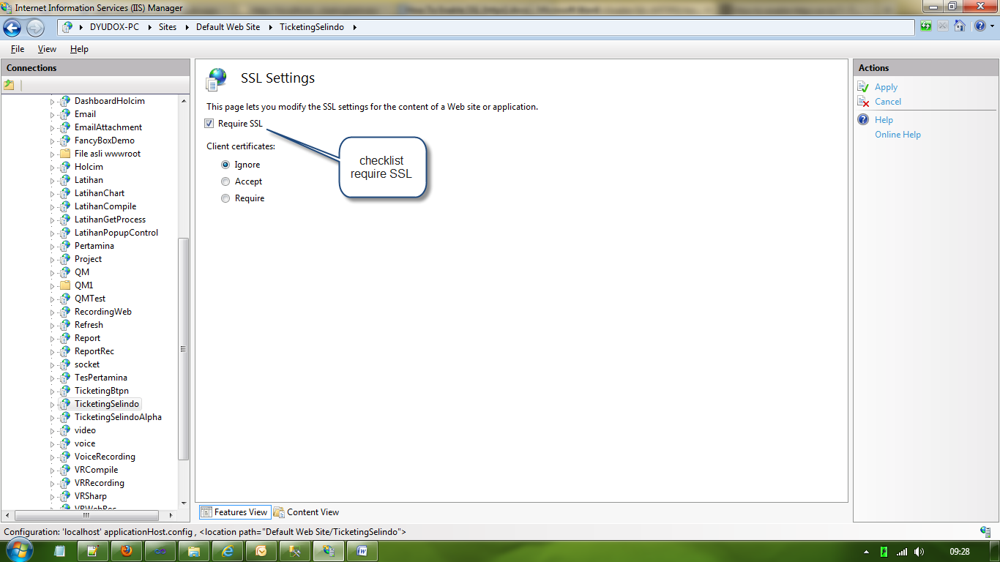 Internet Information Services (IIS) Manager
DYUDOX-PC Sites Default Web Site TicketingSelindo
File View Help
Connections
DashboardHolcim
Email
EmailAttachment
FancyBoxDemo
File asli wwwroot
Holcim
Latihan
LatihanChart
LatihanCompile
LatihanGetProcess
LatihanPopupControl
Pertamina
Project
QM
QM1
QMTest
RecordingWeb
Refresh
Report
ReportRec
socket
TesPertamina
TicketingBtpn
TicketingSelindo
TicketingSelindoAlpha
video
voice
VoiceRecording
VRCompile
VRRecording
VRSharp
VRWebRec
SSL Settings
This page lets you modify the SSL settings for the content of a Web site or application.
Require SSL
Client certificates:
Ignore
Accept
Require
checklist
require SSL
Features View Content View
Actions
Apply
Cancel
Help
Online Help
Configuration: 'localhost' applicationHost.config , <location path="Default Web Site/TicketingSelindo">
09:28